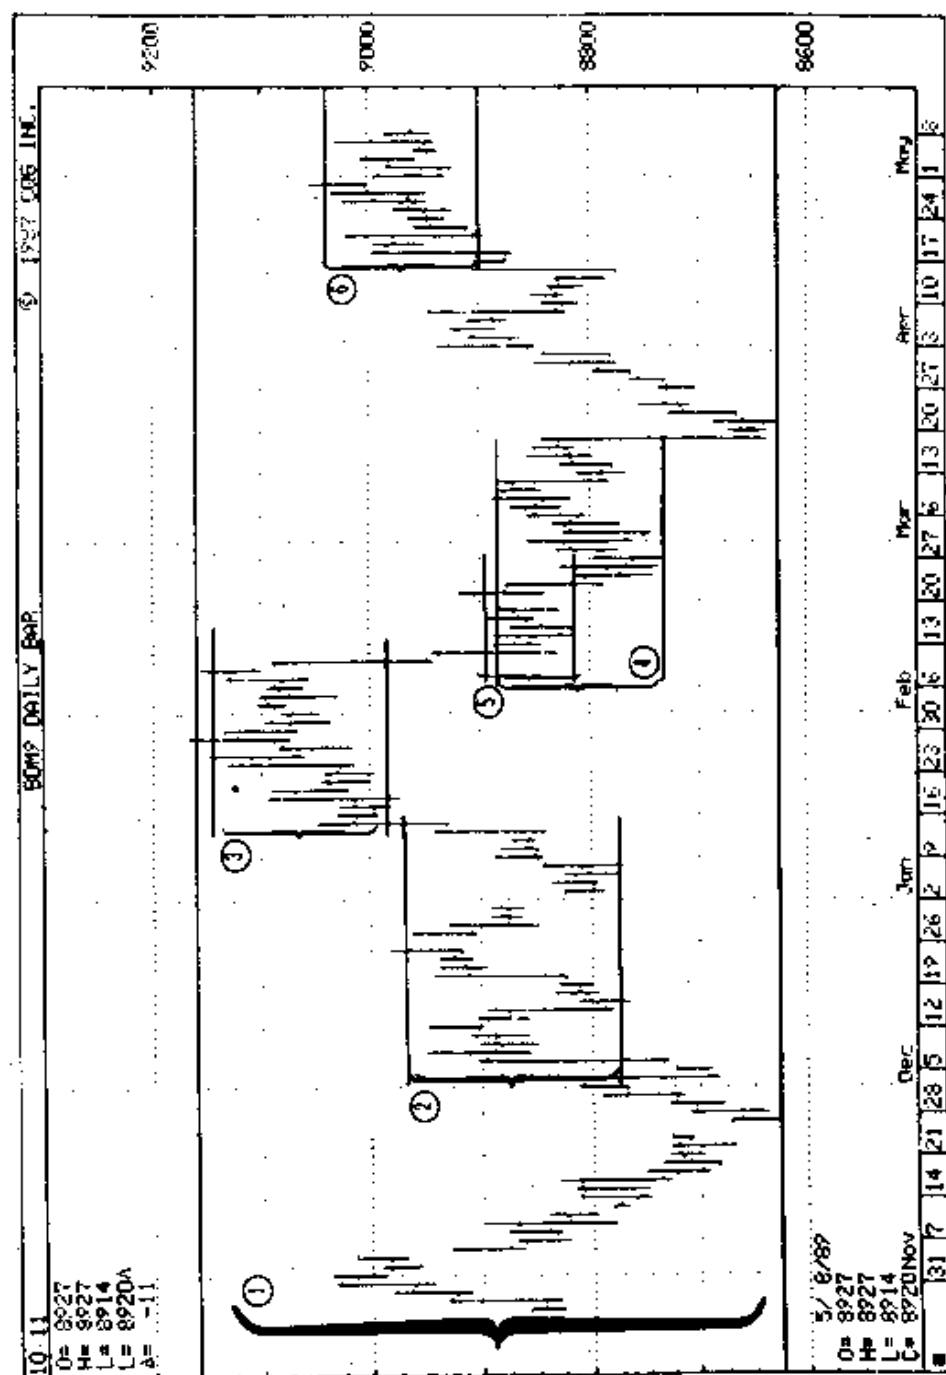 BOM9 DAILY BAR
© 1997 CQG INC.
10 11
O= 8927
H= 8927
L= 8914
L= 8920A
Δ= -11
9200
9000
8800
8600
1
2
3
4
5
6
5/ 8/89
O= 8927
H= 8927
L= 8914
C= 8920
Nov
Dec
Jan
Feb
Mar
Apr
May
31 7 14 21 28 5 12 19 26 2 9 16 23 30 6 13 20 27 6 13 20 27 3 10 17 24 1 8